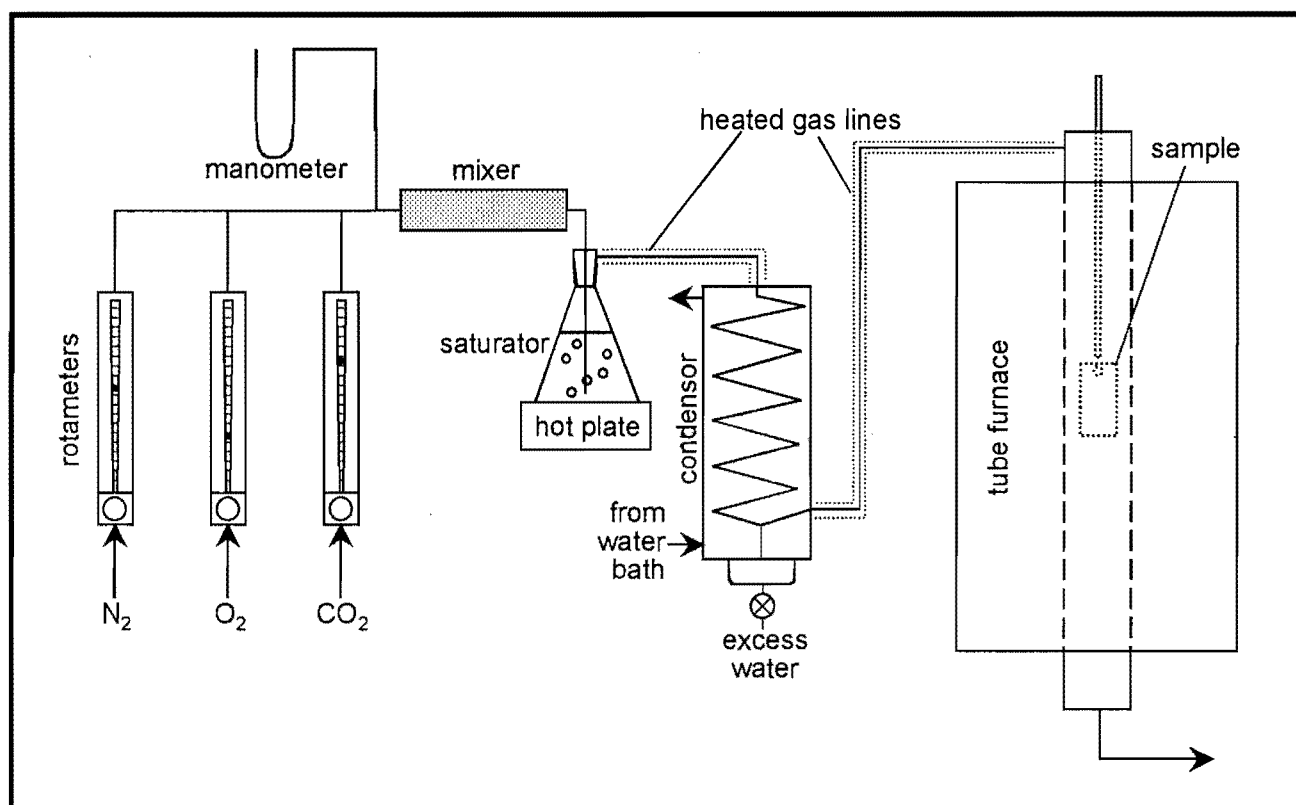 manometer
mixer
heated gas lines
sample
rotameters
saturator
hot plate
condensor
tube furnace
from
water
bath
N₂
O₂
CO₂
excess
water